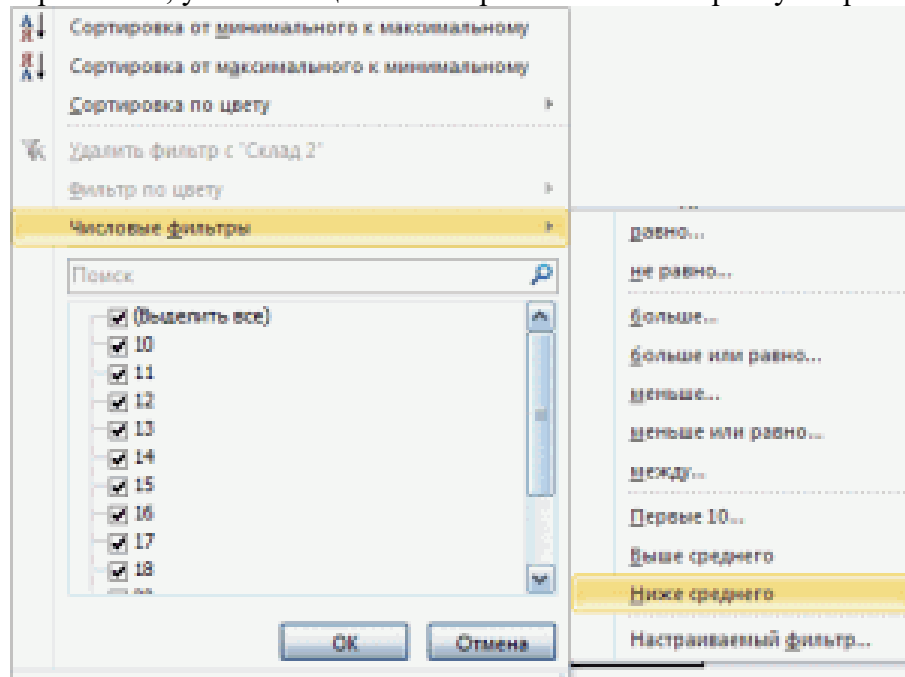 Сортировка от минимального к максимальному
Сортировка от максимального к минимальному
Сортировка по цвету
Удалить фильтр с "Склад 2"
Фильтр по цвету
Числовые фильтры
Поиск
(Выделить все)
10
11
12
13
14
15
16
17
18
ОК
Отмена
равно...
не равно...
больше...
больше или равно...
меньше...
меньше или равно...
между...
Первые 10...
Выше среднего
Ниже среднего
Настраиваемый фильтр...